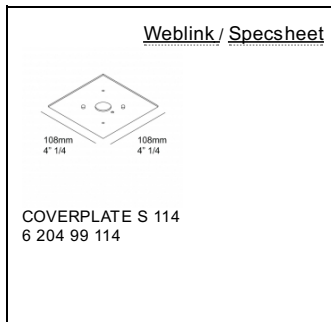 Weblink / Specsheet
108mm 108mm
4" 1/4 4" 1/4
COVERPLATE S 114
6 204 99 114